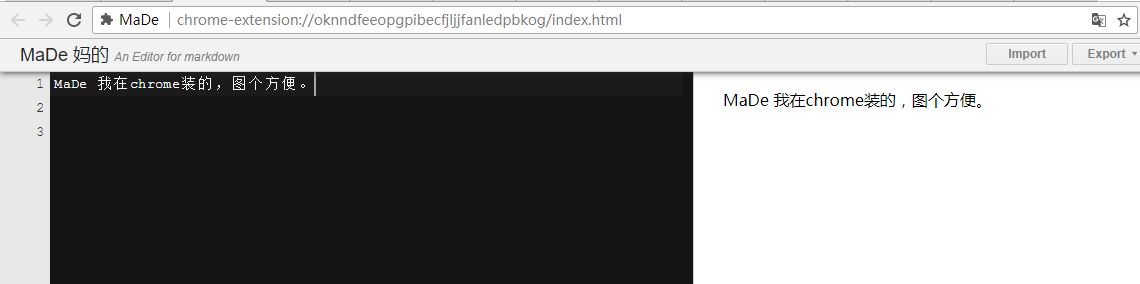 MaDe chrome-extension://oknndfeeopgpibecfjljjfanledpbkog/index.html
MaDe 妈的 An Editor for markdown Import Export
1 MaDe 我在chrome装的，图个方便。 MaDe 我在chrome装的，图个方便。
2
3